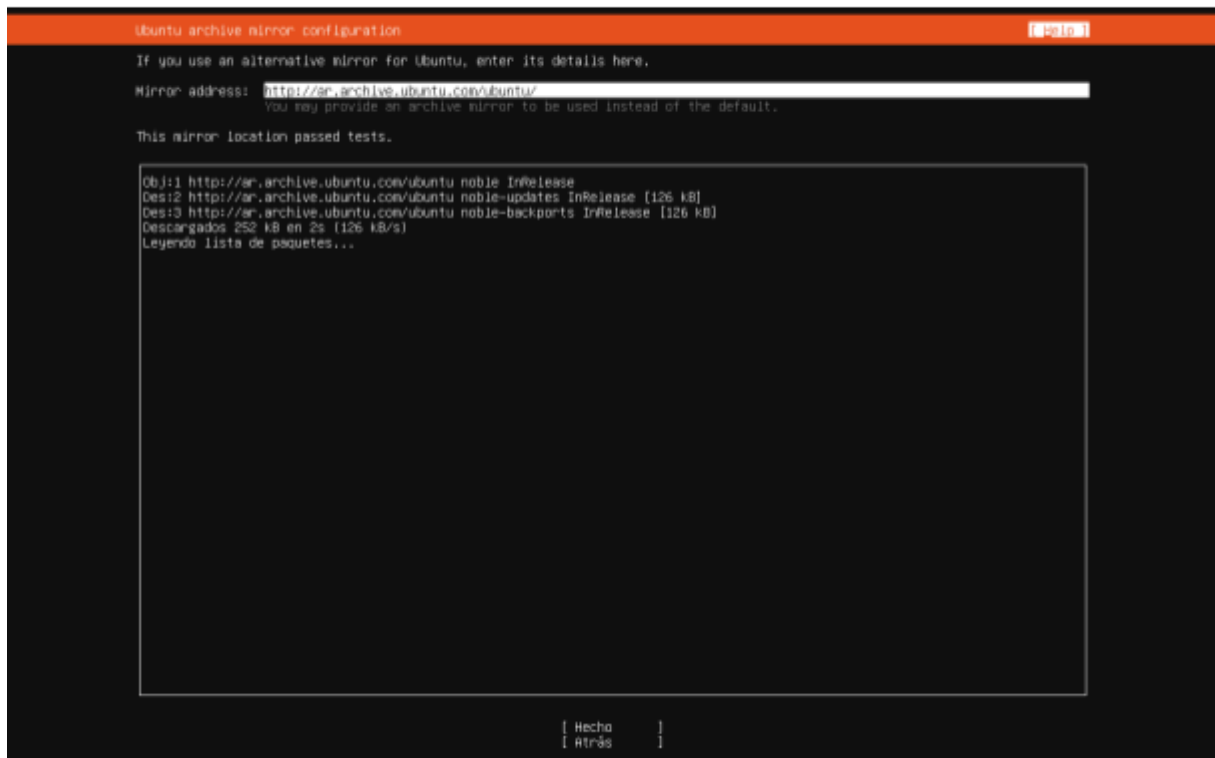 Ubuntu archive mirror configuration
[ Help ]
If you use an alternative mirror for Ubuntu, enter its details here.
Mirror address: http://ar.archive.ubuntu.com/ubuntu/
You may provide an archive mirror to be used instead of the default.
This mirror location passed tests.
Obj:1 http://ar.archive.ubuntu.com/ubuntu noble InRelease
Des:2 http://ar.archive.ubuntu.com/ubuntu noble-updates InRelease [126 kB]
Des:3 http://ar.archive.ubuntu.com/ubuntu noble-backports InRelease [126 kB]
Descargados 252 kB en 2s (126 kB/s)
Leyendo lista de paquetes...
[ Hecho ]
[ Atrás ]